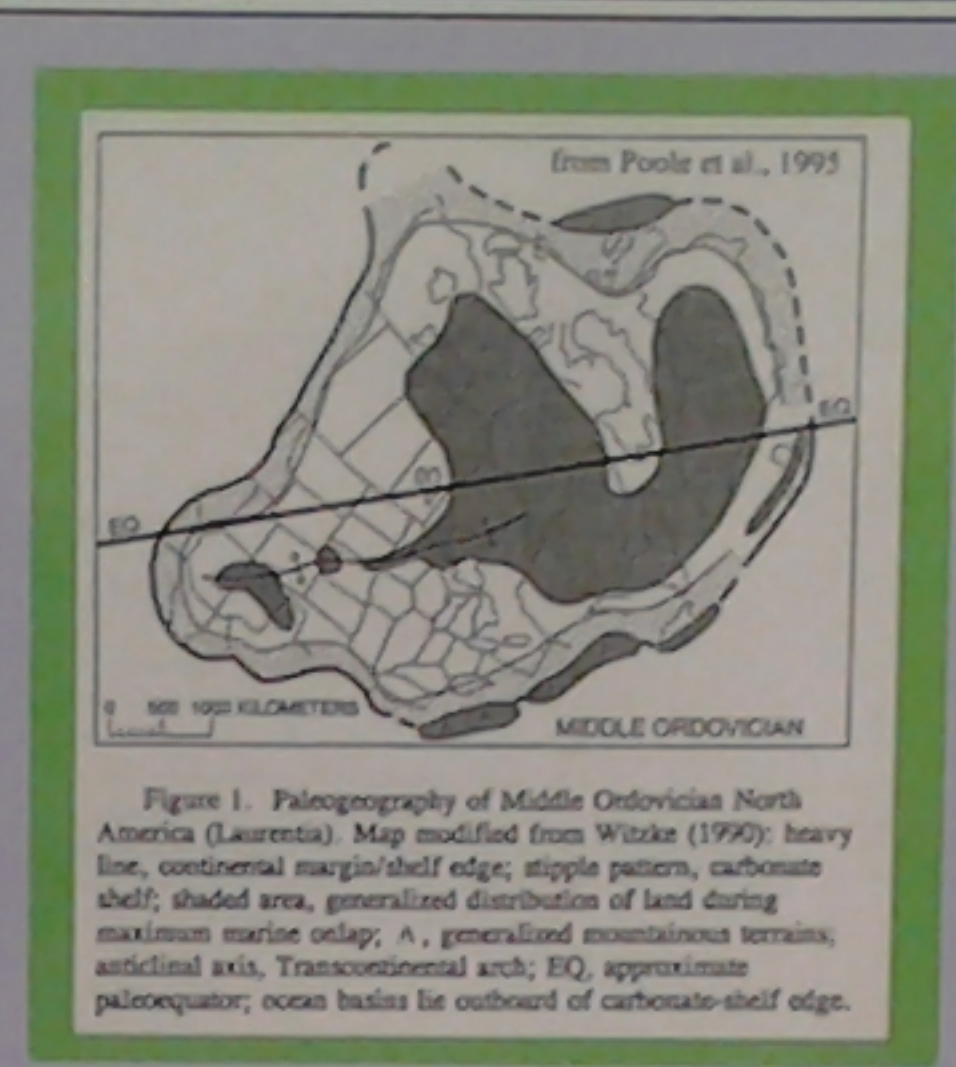 from Poole et al., 1995
EQ
EQ
0 500 1000 KILOMETERS
MIDDLE ORDOVICIAN
Figure 1. Paleogeography of Middle Ordovician North
America (Laurentia). Map modified from Witzke (1990): heavy
line, continental margin/shelf edge; stipple pattern, carbonate
shelf; shaded area, generalized distribution of land during
maximum marine onlap; ^, generalized mountainous terrains;
anticlinal axis, Transcontinental arch; EQ, approximate
paleoequator; ocean basins lie outboard of carbonate-shelf edge.